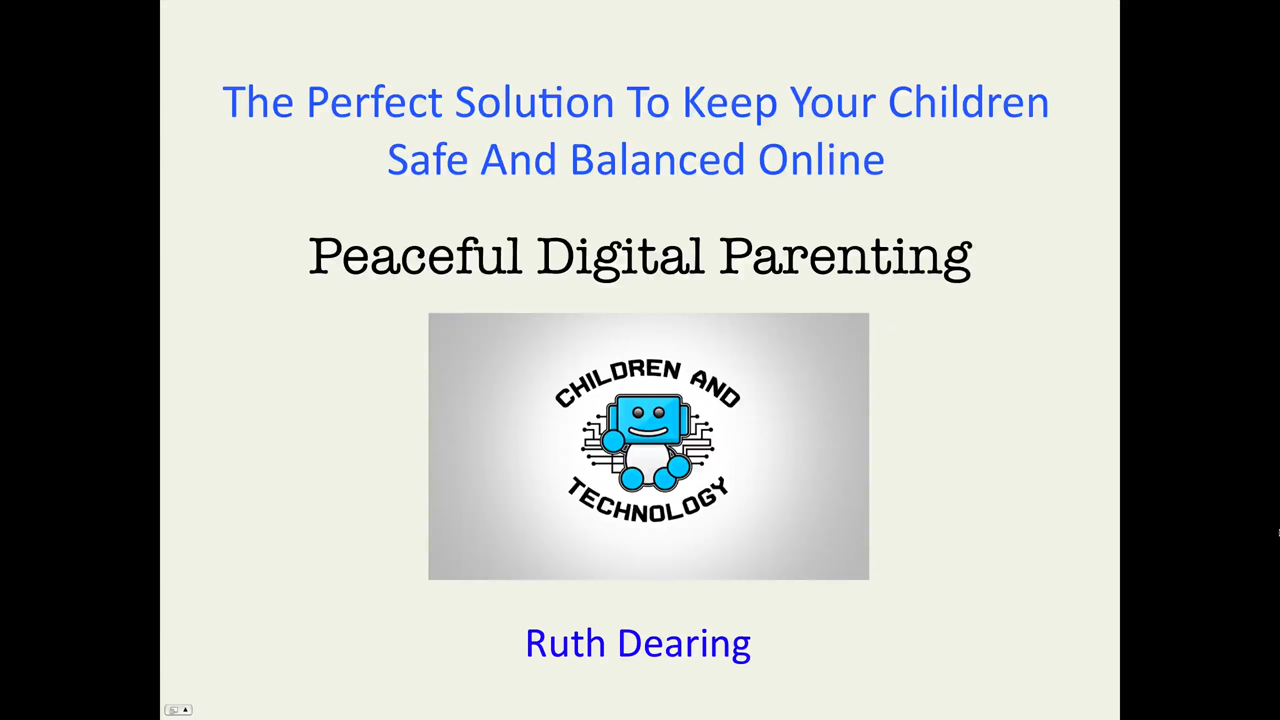 The Perfect Solution To Keep Your Children
Safe And Balanced Online
Peaceful Digital Parenting
CHILDREN AND
TECHNOLOGY
Ruth Dearing